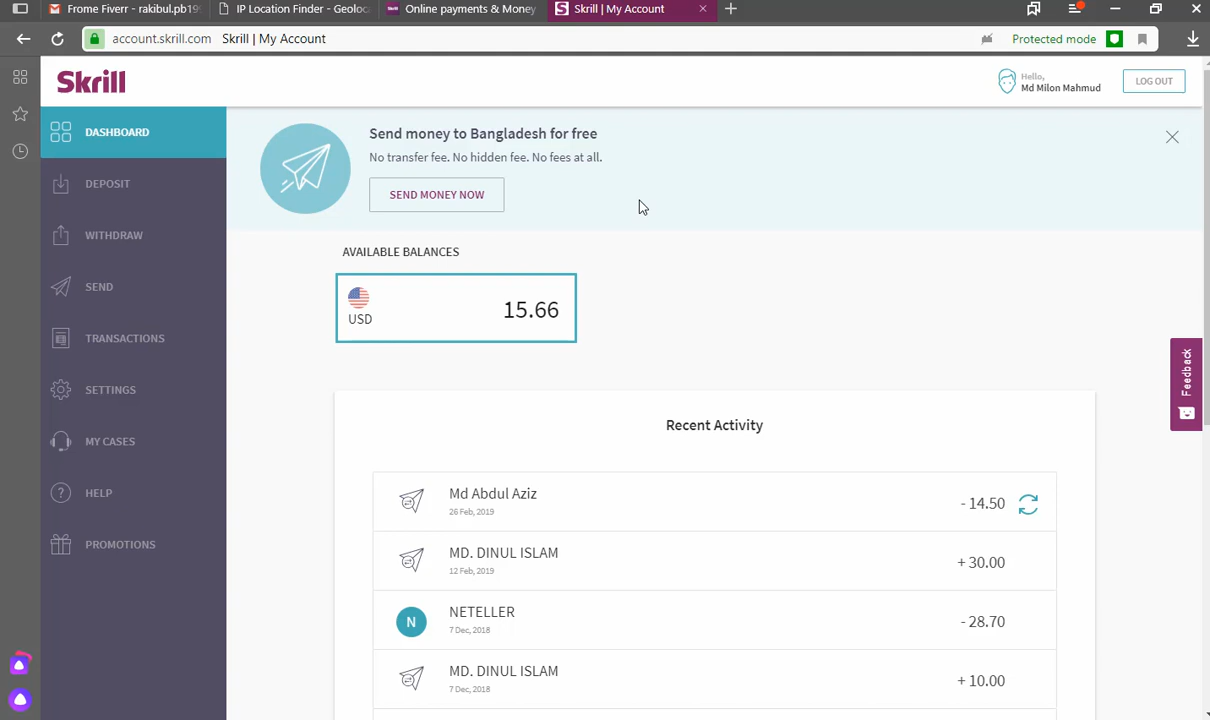 Frome Fiverr - rakibul.pb19
IP Location Finder - Geoloc
Online payments & Money
Skrill | My Account
account.skrill.com Skrill | My Account
Protected mode
Skrill
Hello,
Md Milon Mahmud
LOG OUT
DASHBOARD
DEPOSIT
WITHDRAW
SEND
TRANSACTIONS
SETTINGS
MY CASES
HELP
PROMOTIONS
Send money to Bangladesh for free
No transfer fee. No hidden fee. No fees at all.
SEND MONEY NOW
AVAILABLE BALANCES
USD 15.66
Feedback
Recent Activity
Md Abdul Aziz - 14.50
26 Feb, 2019
MD. DINUL ISLAM + 30.00
12 Feb, 2019
N NETELLER - 28.70
7 Dec, 2018
MD. DINUL ISLAM + 10.00
7 Dec, 2018